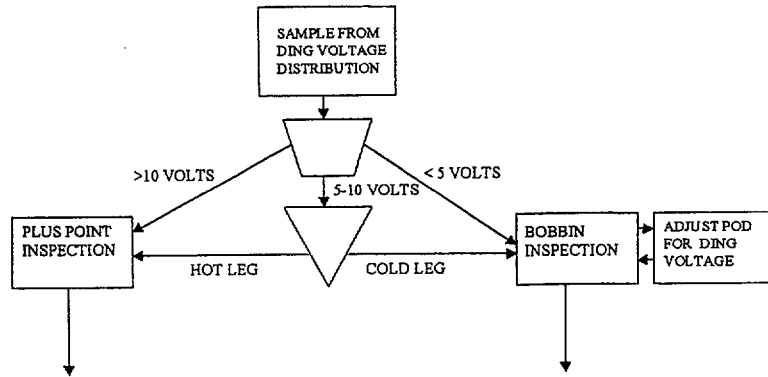 SAMPLE FROM
DING VOLTAGE
DISTRIBUTION
>10 VOLTS
5-10 VOLTS
< 5 VOLTS
PLUS POINT
INSPECTION
HOT LEG
COLD LEG
BOBBIN
INSPECTION
ADJUST POD
FOR DING
VOLTAGE